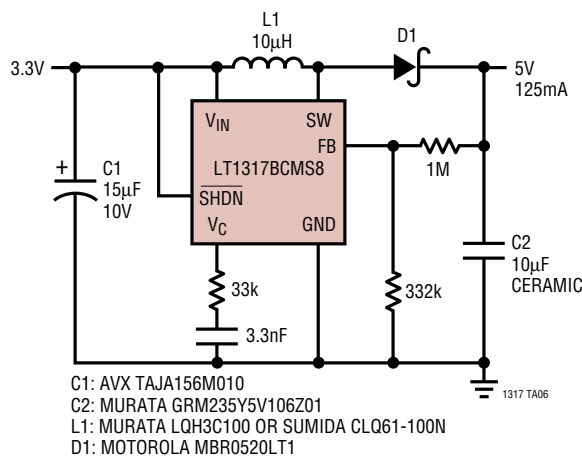 L1
10µH
D1
3.3V
5V
125mA
VIN
SW
FB
LT1317BCMS8
1M
+
C1
15µF
10V
SHDN
VC
GND
C2
10µF
CERAMIC
33k
332k
3.3nF
1317 TA06
C1: AVX TAJA156M010
C2: MURATA GRM235Y5V106Z01
L1: MURATA LQH3C100 OR SUMIDA CLQ61-100N
D1: MOTOROLA MBR0520LT1